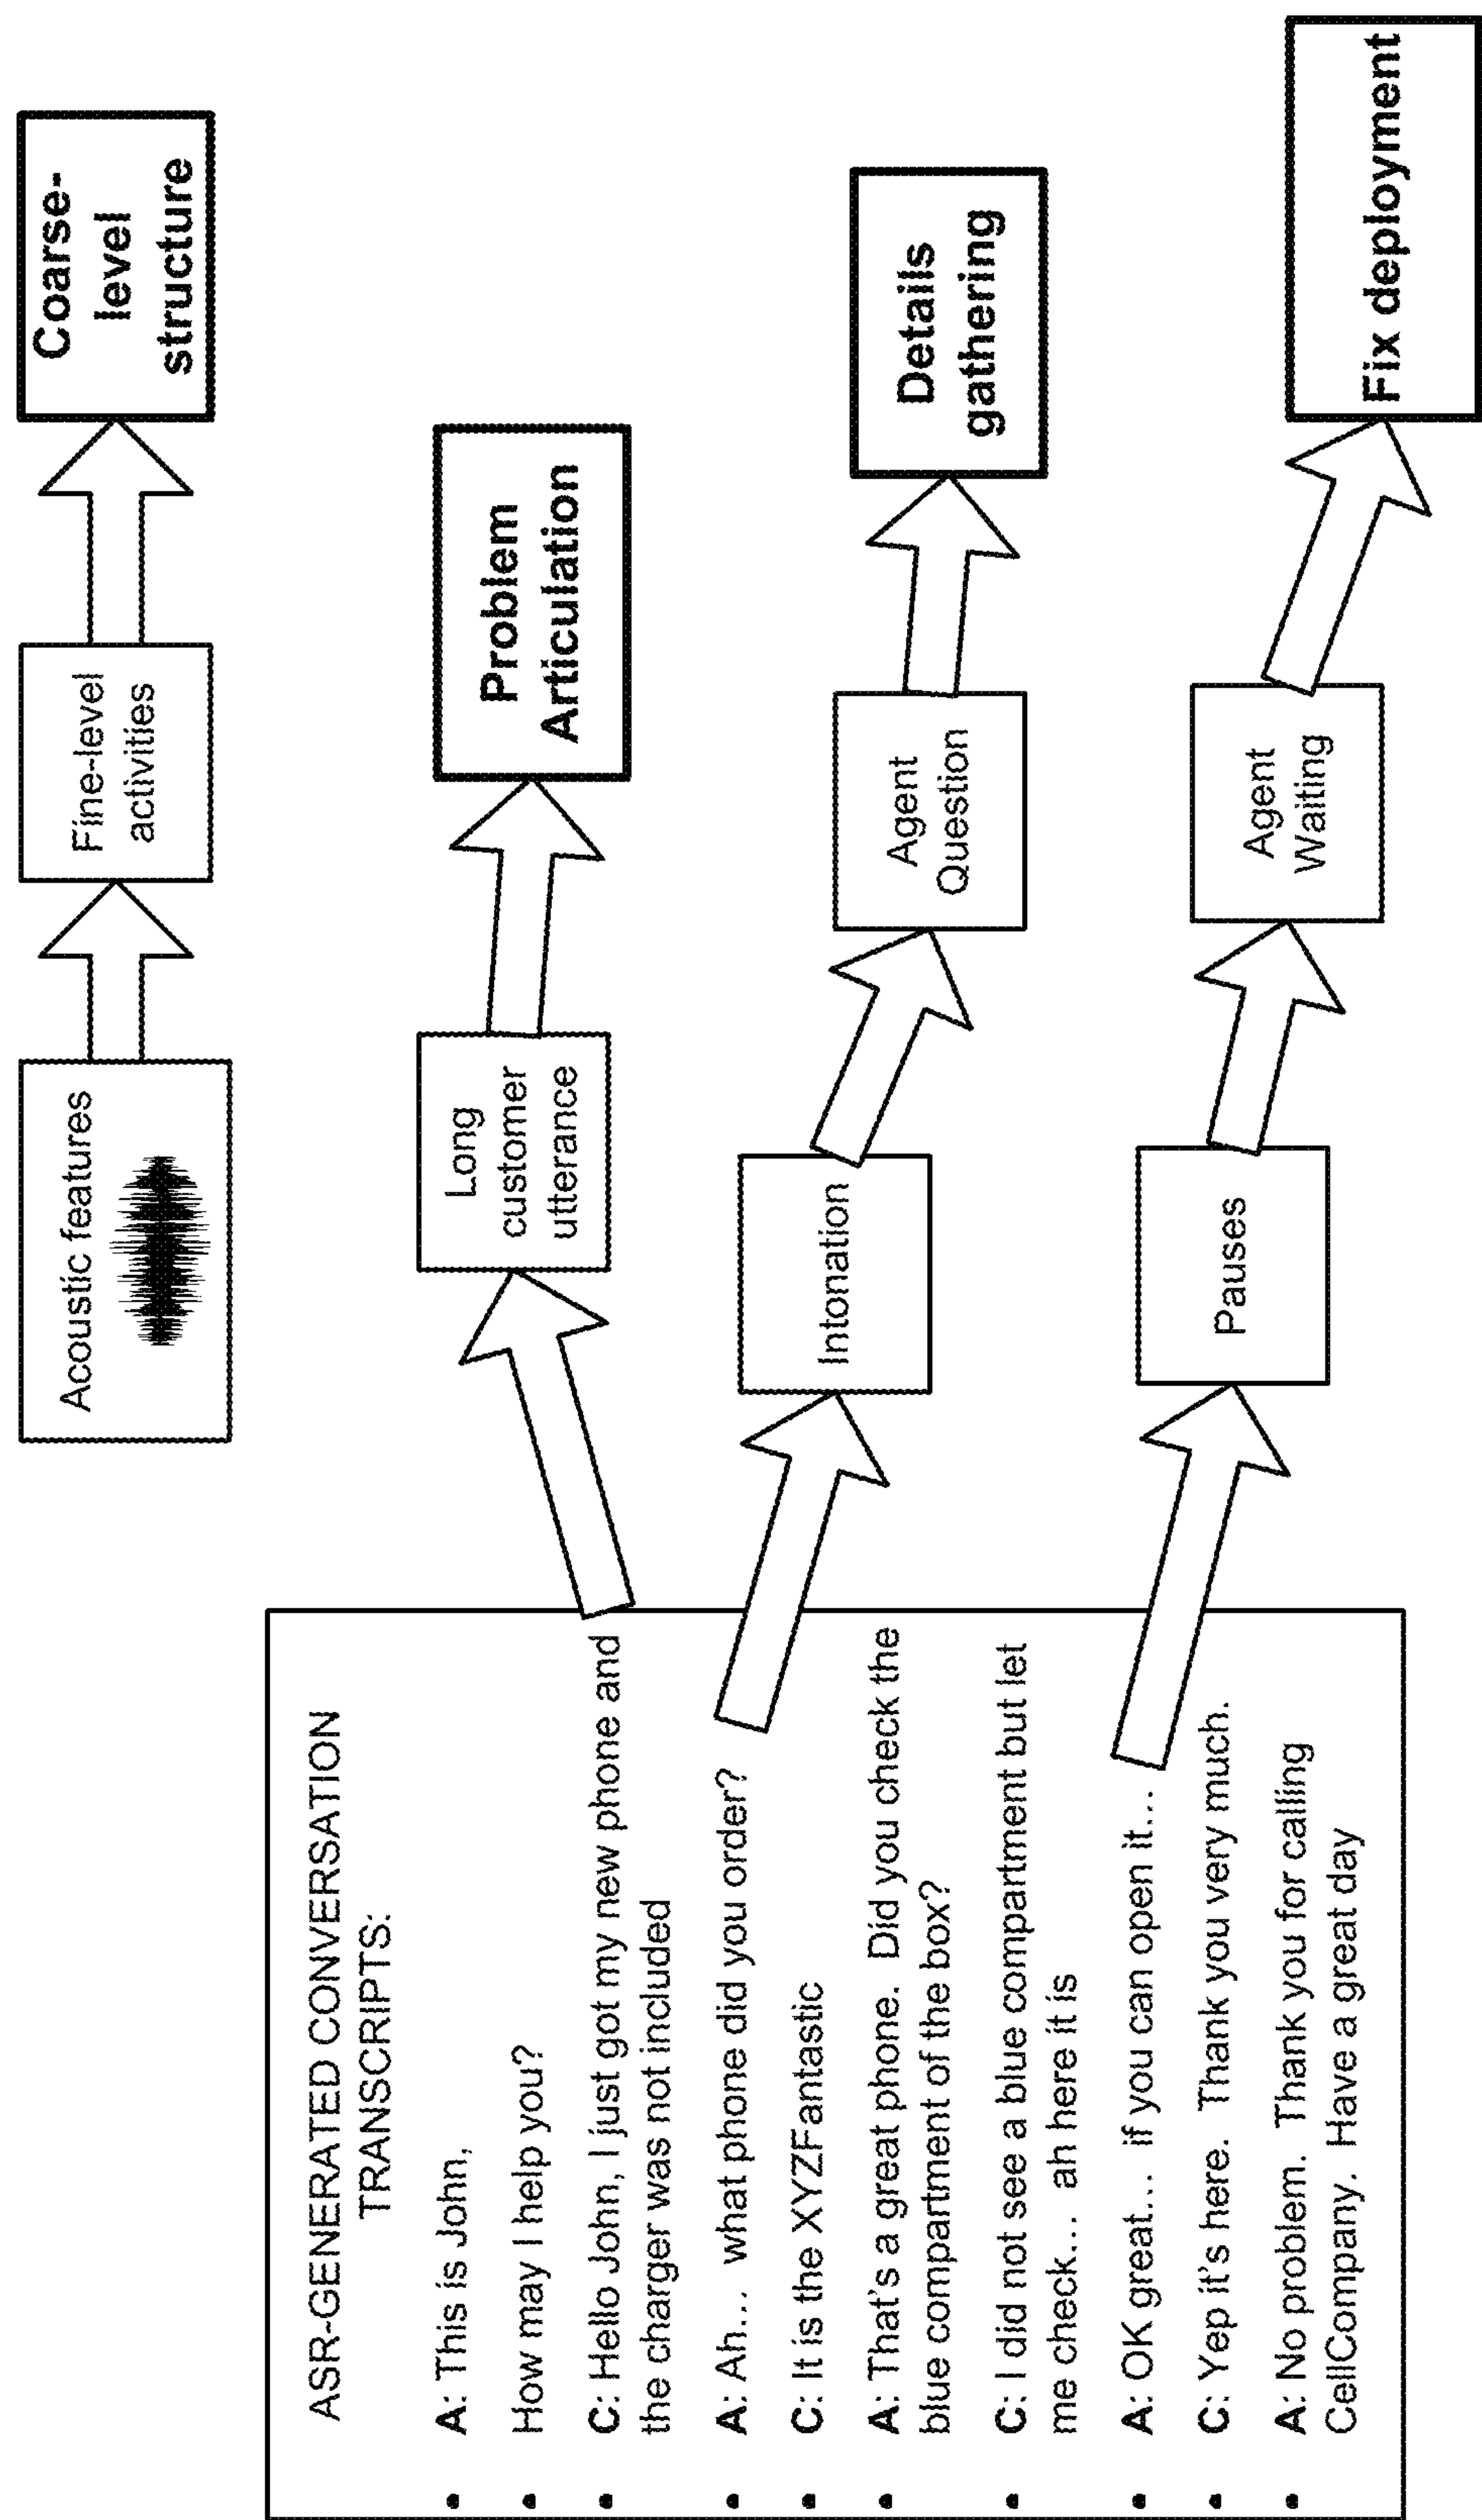 Acoustic features
Fine-level
activities
Coarse-
level
structure
ASR-GENERATED CONVERSATION
TRANSCRIPTS:
• A: This is John,
• How may I help you?
• C: Hello John, I just got my new phone and
the charger was not included
• A: Ah... what phone did you order?
• C: It is the XYZFantastic
• A: That's a great phone. Did you check the
blue compartment of the box?
• C: I did not see a blue compartment but let
me check... ah here it is
• A: OK great... if you can open it...
• C: Yep it's here. Thank you very much.
• A: No problem. Thank you for calling
CellCompany. Have a great day
Long
customer
utterance
Problem
Articulation
Intonation
Agent
Question
Details
gathering
Pauses
Agent
Waiting
Fix deployment